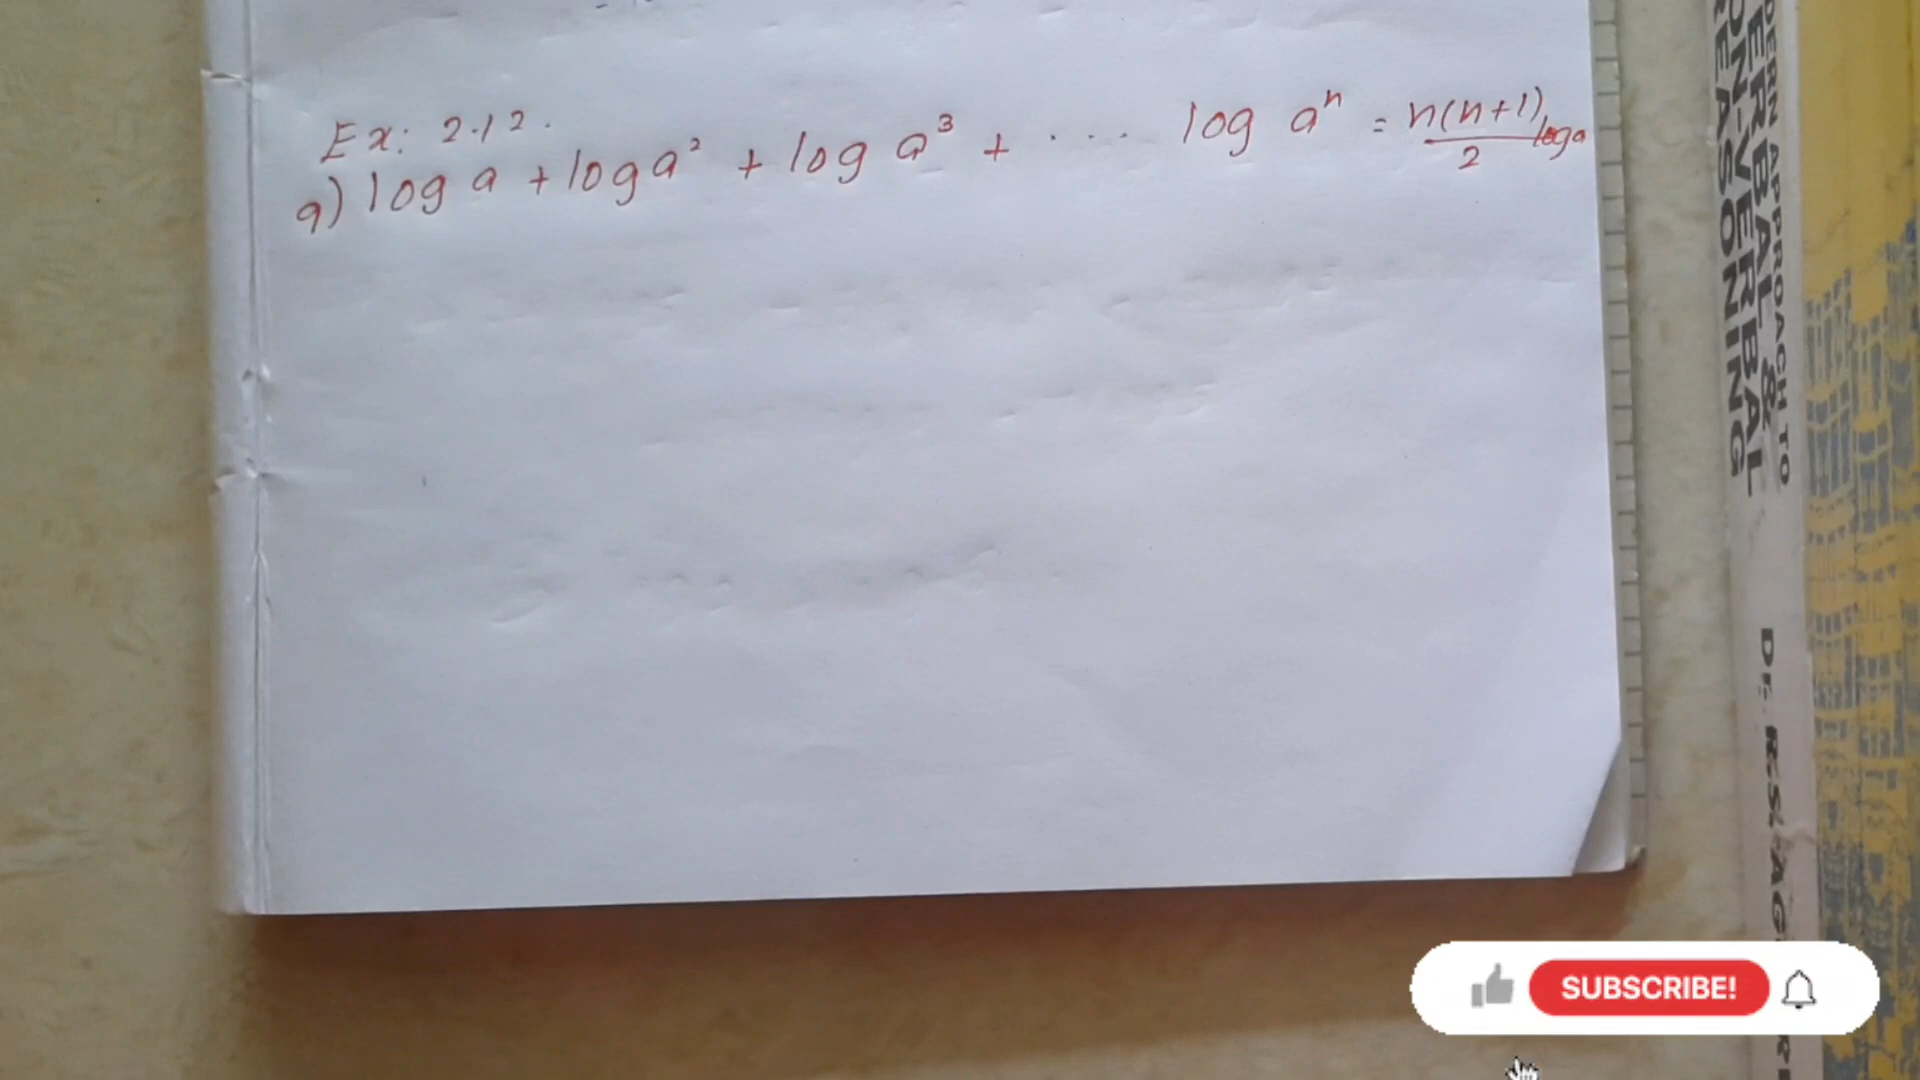 Ex: 2.12.
9) log a + log a² + log a³ + .... log aⁿ = n(n+1)/2 log a
MODERN APPROACH TO
VERBAL &
NON-VERBAL
REASONING
SUBSCRIBE!